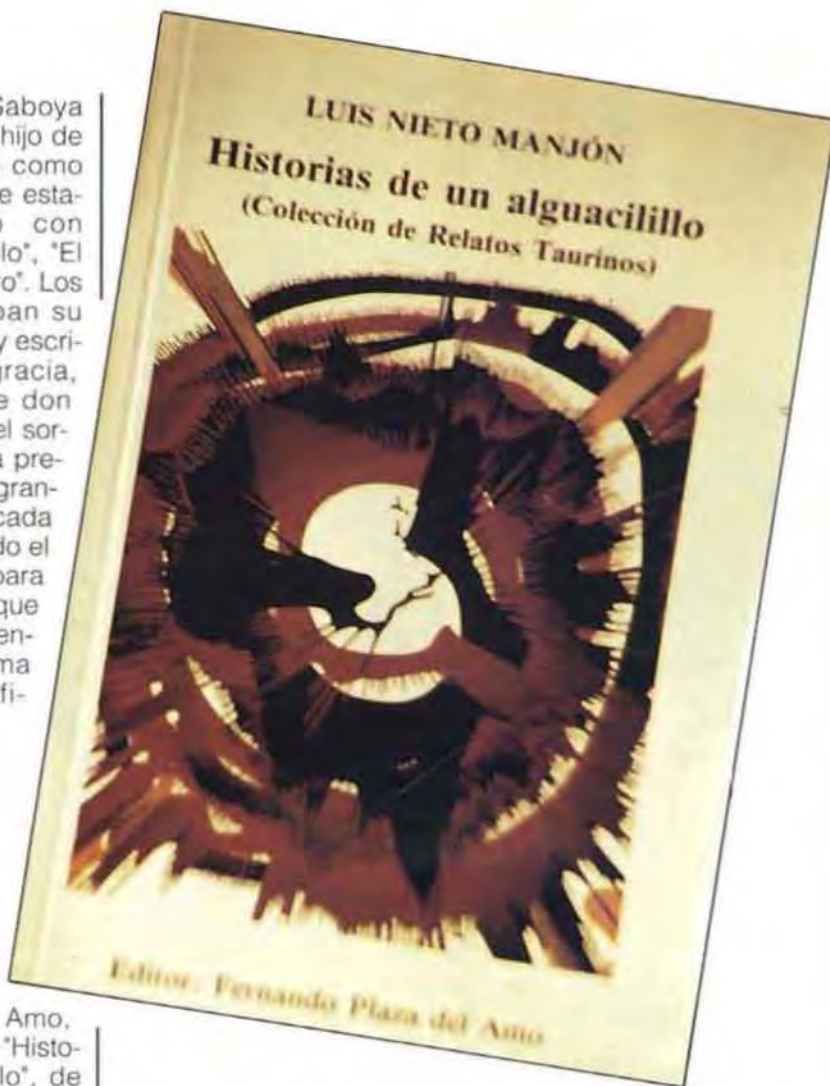 Saboya
hijo de
como
e esta-
con
lo", "El
ro". Los
ban su
y escri-
gracia,
e don
el sor-
a pre-
gran-
cada
do el
para
que
en-
ma
fi-
Amo,
"Histo-
lo", de
LUIS NIETO MANJÓN
Historias de un alguacilillo
(Colección de Relatos Taurinos)
Editor: Fernando Plaza del Amo